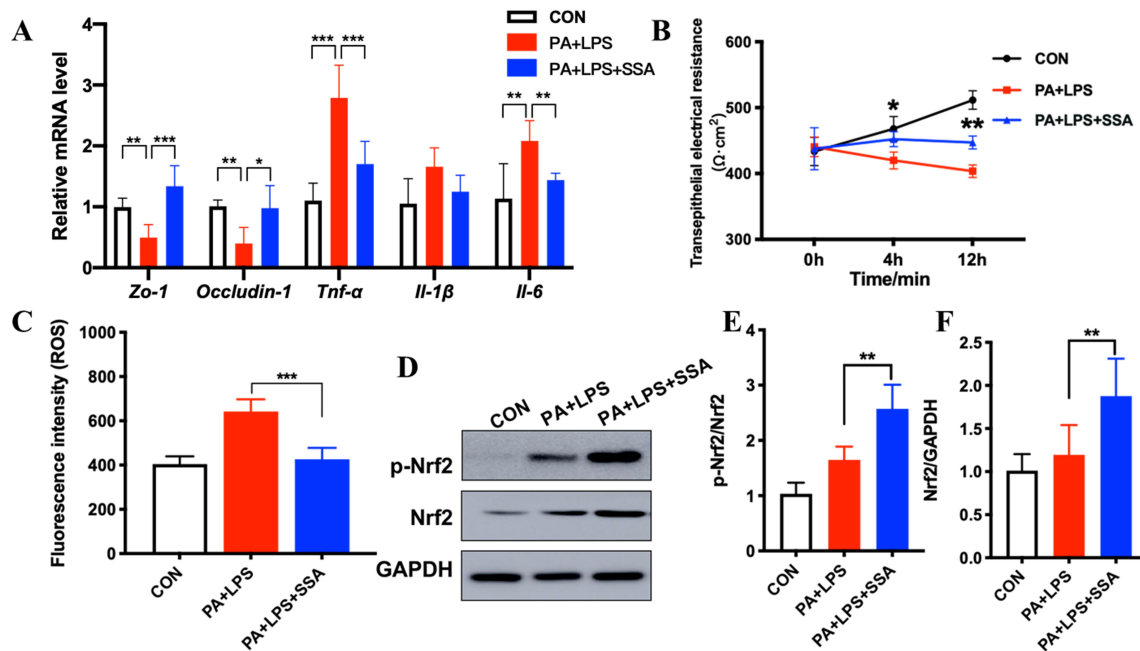 A
Relative mRNA level
4
3
2
1
0
CON
PA+LPS
PA+LPS+SSA
** ***
** *
*** ***
** **
Zo-1 Occludin-1 Tnf-α Il-1β Il-6
B
Transepithelial electrical resistance
(Ω·cm²)
600
500
400
300
*
**
CON
PA+LPS
PA+LPS+SSA
0h 4h 12h
Time/min
C
Fluorescence intensity (ROS)
1000
800
600
400
200
0
***
CON
PA+LPS
PA+LPS+SSA
D
CON PA+LPS PA+LPS+SSA
p-Nrf2
Nrf2
GAPDH
E
p-Nrf2/Nrf2
4
3
2
1
0
**
CON
PA+LPS
PA+LPS+SSA
F
Nrf2/GAPDH
2.5
2.0
1.5
1.0
0.5
0.0
**
CON
PA+LPS
PA+LPS+SSA